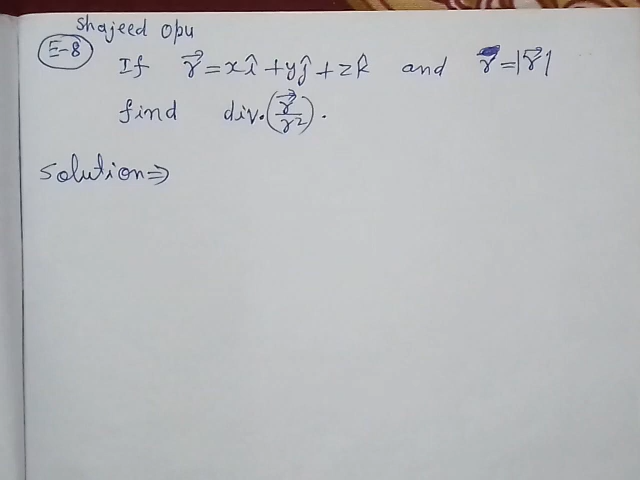 Shajeed Opu
E-8
If r⃗ = xî + yĵ + zk̂ and r = |r⃗|
find div.(r⃗/r²).
Solution ⇒